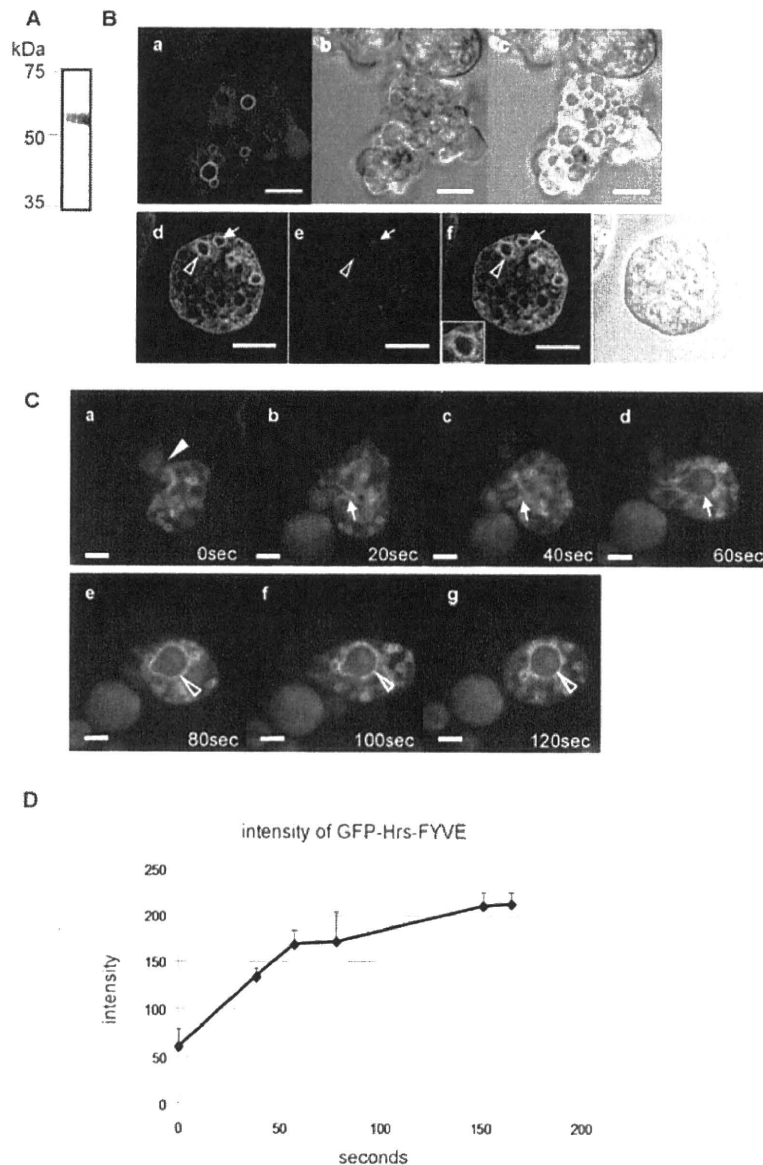 A
B
kDa
75
50
35
a
b
c
d
e
f
C
a
b
c
d
0sec
20sec
40sec
60sec
e
f
g
80sec
100sec
120sec
D
intensity of GFP-Hrs-FYVE
250
200
150
100
50
0
intensity
0
50
100
150
200
seconds